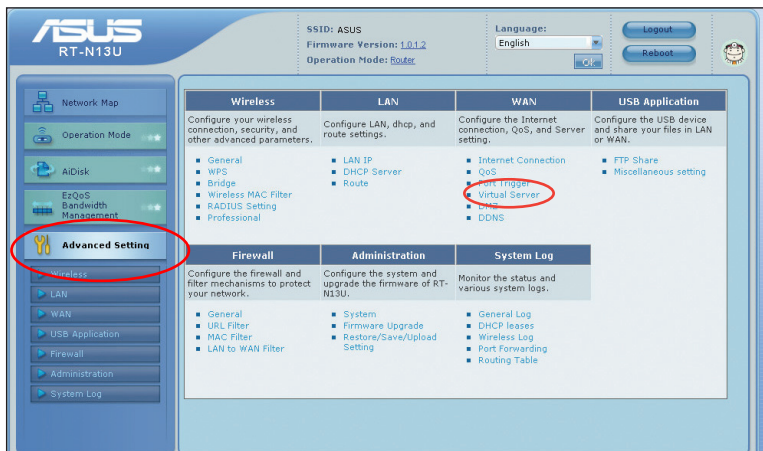 ASUS
RT-N13U
SSID: ASUS
Firmware Version: 1.0.1.2
Operation Mode: Router
Language:
English
Logout
Reboot
Network Map
Operation Mode
AiDisk
EzQoS
Bandwidth
Management
Advanced Setting
Wireless
LAN
WAN
USB Application
Firewall
Administration
System Log
Wireless
Configure your wireless
connection, security, and
other advanced parameters.
General
WPS
Bridge
Wireless MAC Filter
RADIUS Setting
Professional
LAN
Configure LAN, dhcp, and
route settings.
LAN IP
DHCP Server
Route
WAN
Configure the Internet
connection, QoS, and Server
setting.
Internet Connection
QoS
Port Trigger
Virtual Server
DMZ
DDNS
USB Application
Configure the USB device
and share your files in LAN
or WAN.
FTP Share
Miscellaneous setting
Firewall
Configure the firewall and
filter mechanisms to protect
your network.
General
URL Filter
MAC Filter
LAN to WAN Filter
Administration
Configure the system and
upgrade the firmware of RT-
N13U.
System
Firmware Upgrade
Restore/Save/Upload
Setting
System Log
Monitor the status and
various system logs.
General Log
DHCP leases
Wireless Log
Port Forwarding
Routing Table